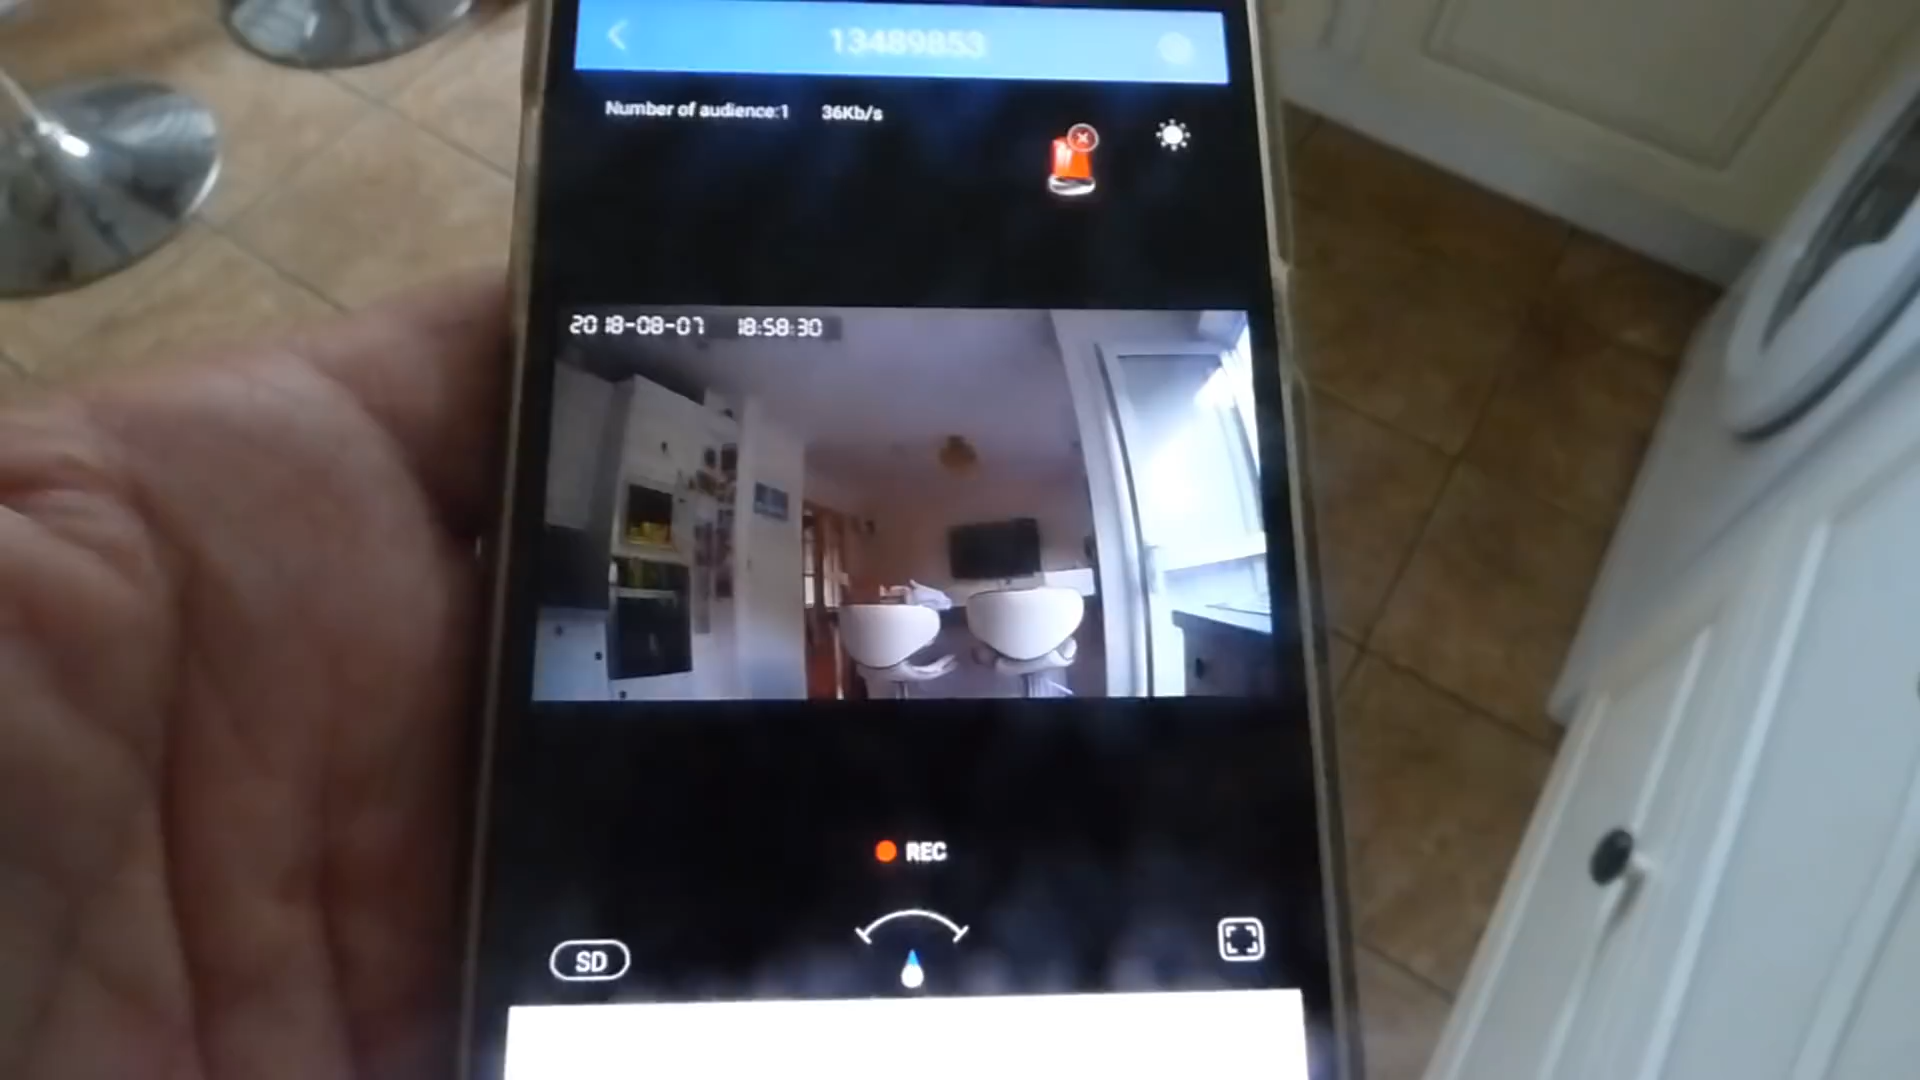 13489853
Number of audience:1 36Kb/s
2018-08-07 18:58:30
REC
SD